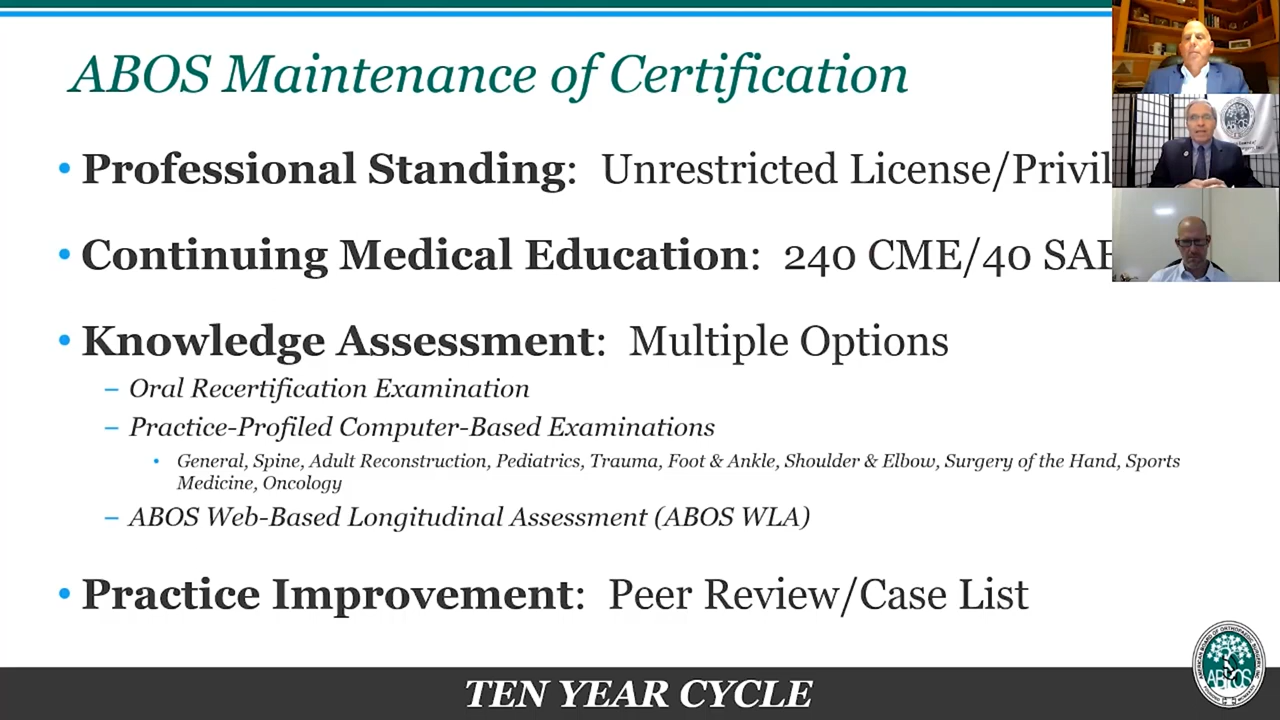 ABOS Maintenance of Certification
• Professional Standing: Unrestricted License/Privil
• Continuing Medical Education: 240 CME/40 SAE
• Knowledge Assessment: Multiple Options
– Oral Recertification Examination
– Practice-Profiled Computer-Based Examinations
• General, Spine, Adult Reconstruction, Pediatrics, Trauma, Foot & Ankle, Shoulder & Elbow, Surgery of the Hand, Sports
Medicine, Oncology
– ABOS Web-Based Longitudinal Assessment (ABOS WLA)
• Practice Improvement: Peer Review/Case List
TEN YEAR CYCLE
ABOS
ABOS